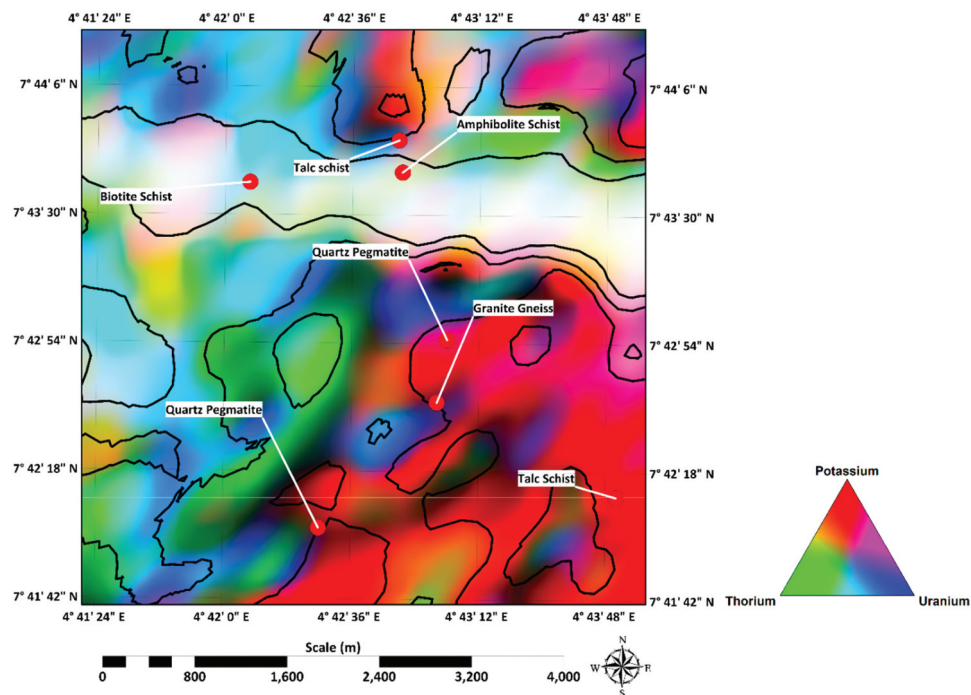 4° 41' 24" E 4° 42' 0" E 4° 42' 36" E 4° 43' 12" E 4° 43' 48" E
7° 44' 6" N 7° 44' 6" N
Amphibolite Schist
Talc schist
Biotite Schist
7° 43' 30" N 7° 43' 30" N
Quartz Pegmatite
Granite Gneiss
7° 42' 54" N 7° 42' 54" N
Quartz Pegmatite
7° 42' 18" N 7° 42' 18" N
Talc Schist
Potassium
Thorium Uranium
7° 41' 42" N 7° 41' 42" N
4° 41' 24" E 4° 42' 0" E 4° 42' 36" E 4° 43' 12" E 4° 43' 48" E
Scale (m)
0 800 1,600 2,400 3,200 4,000
N
W E
S